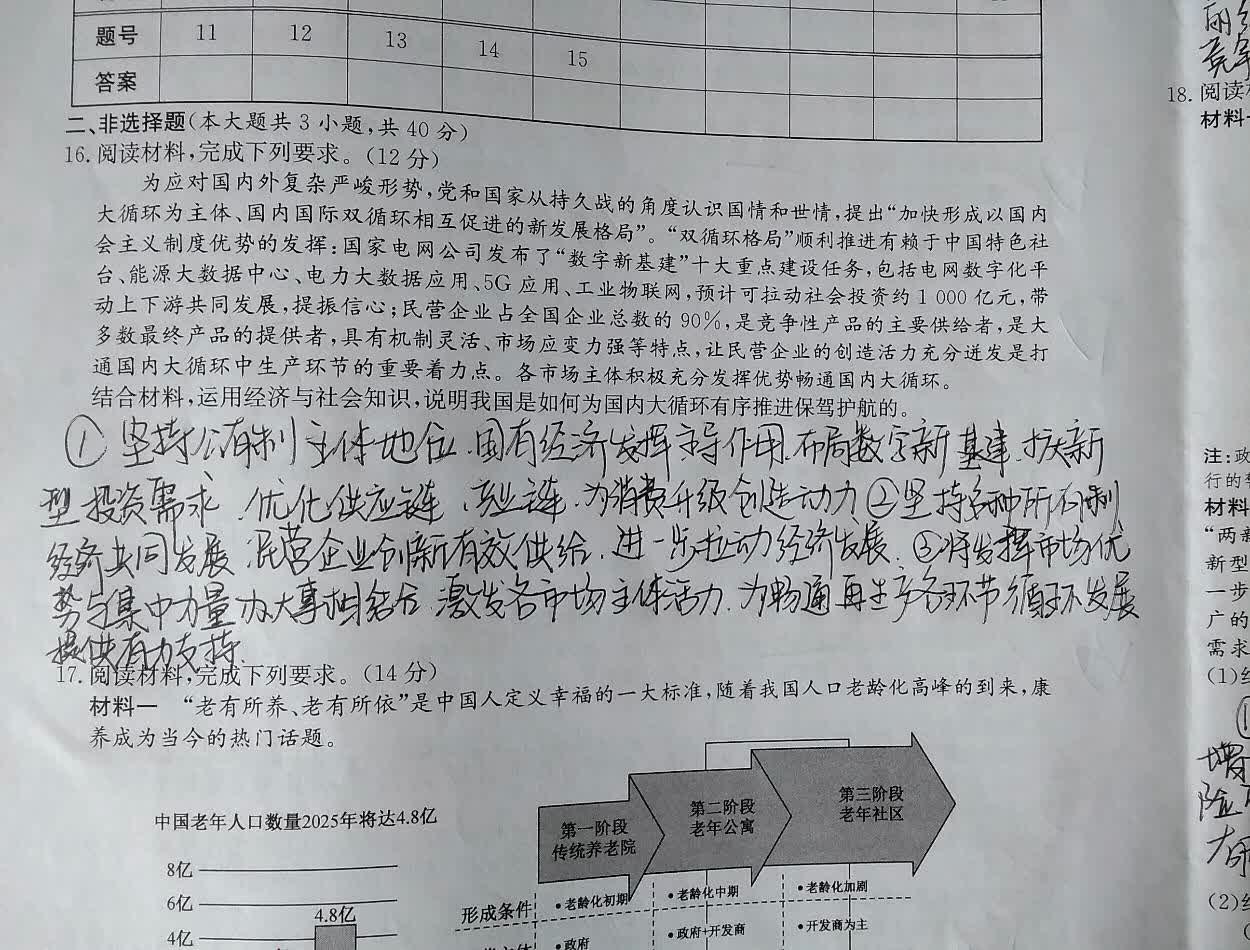 题号 11 12 13 14 15
答案
二、非选择题(本大题共3小题,共40分)
16. 阅读材料,完成下列要求。(12分)
为应对国内外复杂严峻形势,党和国家从持久战的角度认识国情和世情,提出“加快形成以国内
大循环为主体、国内国际双循环相互促进的新发展格局”。“双循环格局”顺利推进有赖于中国特色社
会主义制度优势的发挥:国家电网公司发布了“数字新基建”十大重点建设任务,包括电网数字化平
台、能源大数据中心、电力大数据应用、5G应用、工业物联网,预计可拉动社会投资约1 000亿元,带
动上下游共同发展,提振信心;民营企业占全国企业总数的90%,是竞争性产品的主要供给者,是大
多数最终产品的提供者,具有机制灵活、市场应变力强等特点,让民营企业的创造活力充分迸发是打
通国内大循环中生产环节的重要着力点。各市场主体积极充分发挥优势畅通国内大循环。
结合材料,运用经济与社会知识,说明我国是如何为国内大循环有序推进保驾护航的。
①坚持公有制主体地位.国有经济发挥主导作用.布局数字新基建.扩大新
型投资需求.优化供应链、产业链.为消费升级创造动力②坚持多种所有制
经济共同发展.民营企业创新有效供给.进一步拉动经济发展.③将发挥市场优
势与集中力量办大事相结合.激发各市场主体活力.为畅通再生产各环节循环发展
提供有力支持.
17. 阅读材料,完成下列要求。(14分)
材料一 “老有所养、老有所依”是中国人定义幸福的一大标准,随着我国人口老龄化高峰的到来,康
养成为当今的热门话题。
中国老年人口数量2025年将达4.8亿
8亿
6亿
4.8亿
4亿
第一阶段
传统养老院
第二阶段
老年公寓
第三阶段
老年社区
形成条件 •老龄化初期 •老龄化中期 •老龄化加剧
•政府 •政府+开发商 •开发商为主
18. 阅读材
材料一
注:政
行的
材料
“两新
新型
一步
广的
需求
(1)
①
增
险
(2)